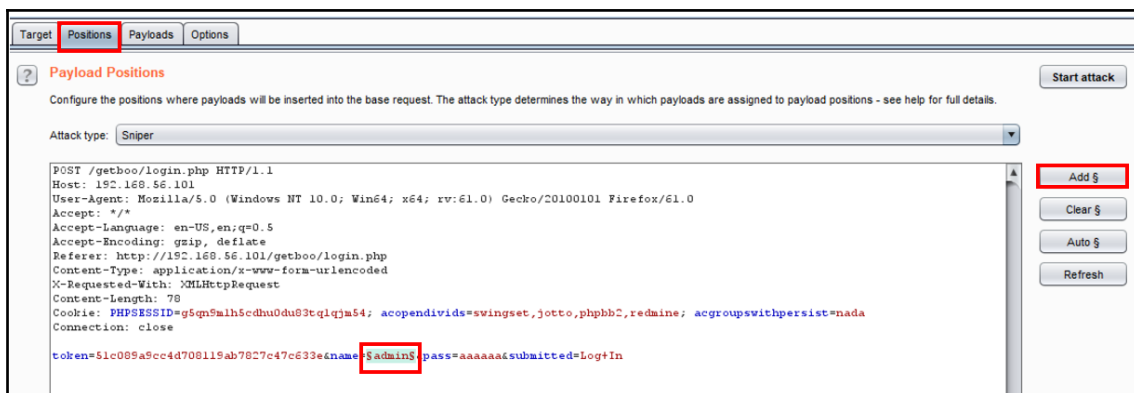 Target Positions Payloads Options
? Payload Positions
Start attack
Configure the positions where payloads will be inserted into the base request. The attack type determines the way in which payloads are assigned to payload positions - see help for full details.
Attack type: Sniper
POST /getboo/login.php HTTP/1.1
Host: 192.168.56.101
User-Agent: Mozilla/5.0 (Windows NT 10.0; Win64; x64; rv:61.0) Gecko/20100101 Firefox/61.0
Accept: */*
Accept-Language: en-US,en;q=0.5
Accept-Encoding: gzip, deflate
Referer: http://192.168.56.101/getboo/login.php
Content-Type: application/x-www-form-urlencoded
X-Requested-With: XMLHttpRequest
Content-Length: 78
Cookie: PHPSESSID=g5qn9mlh5cdhu0du83tqlqjm54; acopendivids=swingset,jotto,phpbb2,redmine; acgroupswithpersist=nada
Connection: close
token=51c089a9cc4d708119ab7827c47c633e&name=§admin§&pass=aaaaaa&submitted=Log+In
Add §
Clear §
Auto §
Refresh